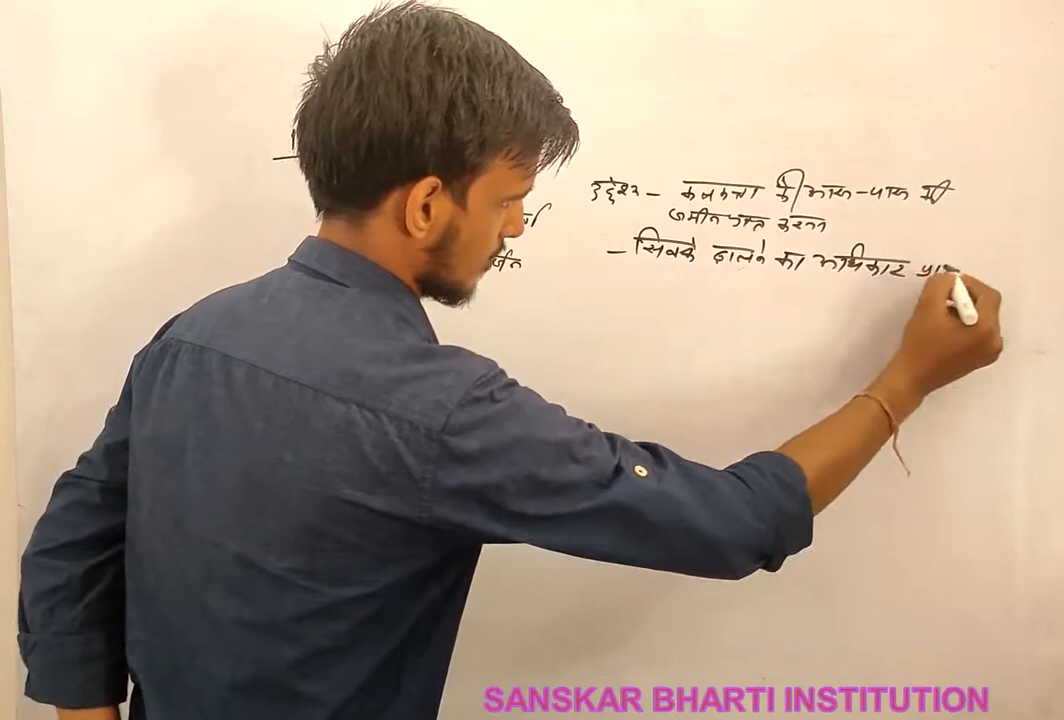 उद्देश्य – कलकत्ता के आस-पास की
जमीन प्राप्त करना
– सिक्के ढालने का अधिकार प्रा
SANSKAR BHARTI INSTITUTION